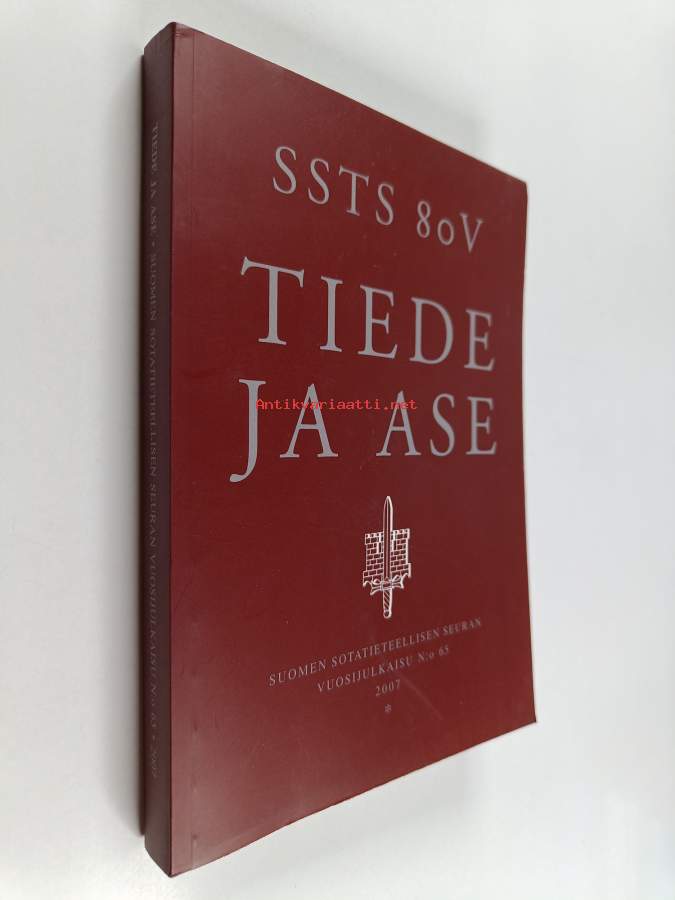 SSTS 80V
TIEDE
JA ASE
Antikvariaatti.net
SUOMEN SOTATIETEELLISEN SEURAN
VUOSIJULKAISU N:o 65
2007
*
TIEDE JA ASE • SUOMEN SOTATIETEELLISEN SEURAN VUOSIJULKAISU N:o 65 • 2007